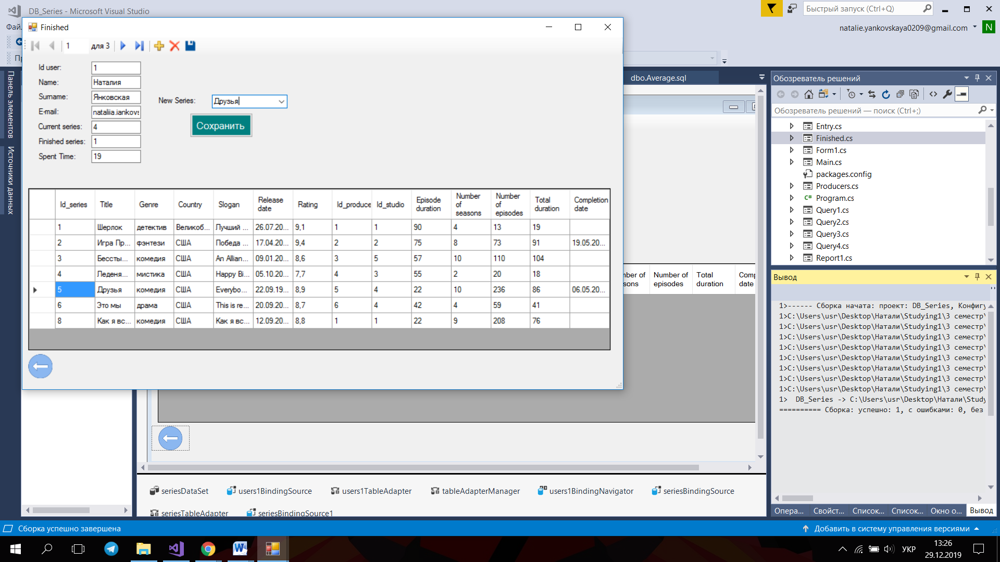 DB_Series - Microsoft Visual Studio
Быстрый запуск (Ctrl+Q)
natalie.yankovskaya0209@gmail.com
N
Finished
1 для 3
Id user: 1
Name: Наталия
Surname: Янковская
E-mail: nataliia.iankovs
Current series: 4
Finished series: 1
Spent Time: 19
New Series: Друзья
Сохранить
Id_series Title Genre Country Slogan Release date Rating Id_produce Id_studio Episode duration Number of seasons Number of episodes Total duration Completion date
1 Шерлок детектив Великоб... Лучший ... 26.07.20... 9,1 1 1 90 4 13 19
2 Игра Пр... фэнтези США Победа ... 17.04.20... 9,4 2 2 75 8 73 91 19.05.20...
3 Бессты... комедия США An Allian... 09.01.20... 8,6 3 5 57 10 110 104
4 Леденя... мистика США Happy Bi... 05.10.20... 7,7 4 3 55 2 20 18
5 Друзья комедия США Everybo... 22.09.19... 8,9 5 4 22 10 236 86 06.05.20...
6 Это мы драма США This is re... 20.09.20... 8,7 6 4 42 4 59 41
8 Как я вс... комедия США Как я вс... 12.09.20... 8,8 1 1 22 9 208 76
Панель элементов
Источники данных
dbo.Average.sql
Number of episodes
Total duration
date
seriesDataSet
users1BindingSource
users1TableAdapter
tableAdapterManager
users1BindingNavigator
seriesBindingSource
seriesTableAdapter
seriesBindingSource1
Обозреватель решений
Обозреватель решений — поиск (Ctrl+;)
Entry.cs
Finished.cs
Form1.cs
Main.cs
packages.config
Producers.cs
C# Program.cs
Query1.cs
Query2.cs
Query3.cs
Query4.cs
Report1.cs
Вывод
1>------ Сборка начата: проект: DB_Series, Конфигу
1>C:\Users\usr\Desktop\Натали\Studying1\3 семестр\
1>C:\Users\usr\Desktop\Натали\Studying1\3 семестр\
1>C:\Users\usr\Desktop\Натали\Studying1\3 семестр\
1>C:\Users\usr\Desktop\Натали\Studying1\3 семестр\
1>C:\Users\usr\Desktop\Натали\Studying1\3 семестр\
1>C:\Users\usr\Desktop\Натали\Studying1\3 семестр\
1>C:\Users\usr\Desktop\Натали\Studying1\3 семестр\
1>C:\Users\usr\Desktop\Натали\Studying1\3 семестр\
1> DB_Series -> C:\Users\usr\Desktop\Натали\Study
========== Сборка: успешно: 1, с ошибками: 0, без
Опера... Свойст... Список... Список... Окно о... Вывод
Сборка успешно завершена
Добавить в систему управления версиями
УКР
13:26
29.12.2019